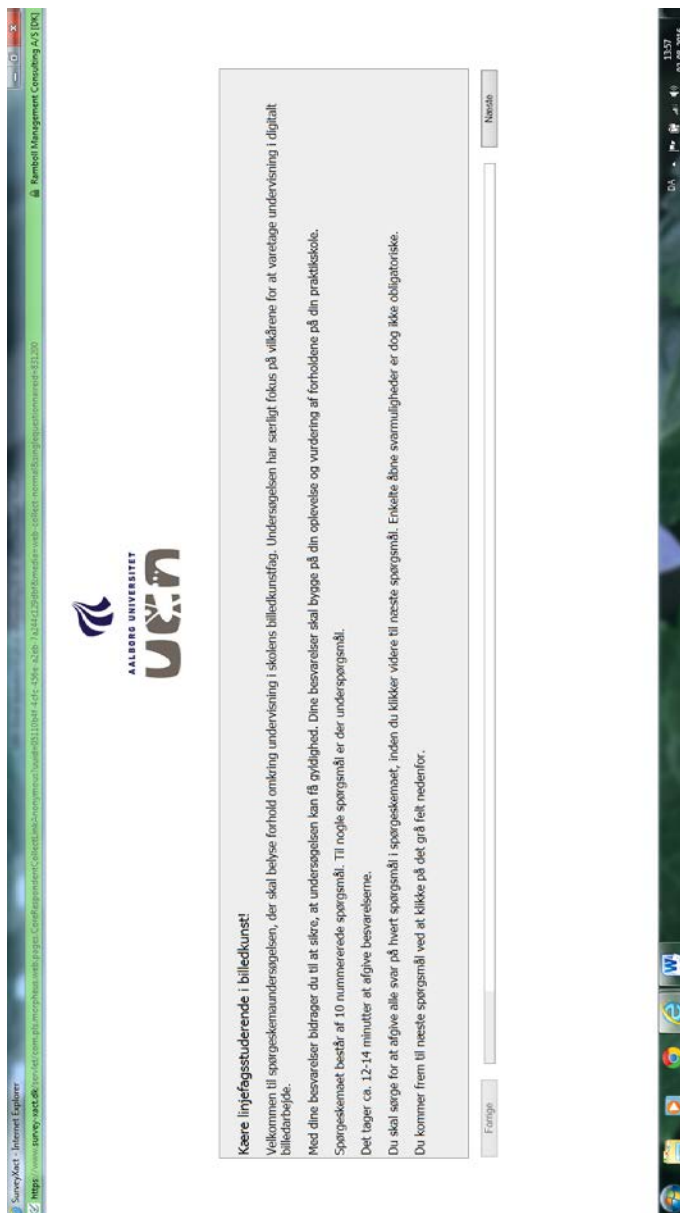 SurveyXact - Internet Explorer
Ramboll Management Consulting A/S [DK]
AALBORG UNIVERSITET
ucn
Kære linjefagsstuderende i billedkunst!
Velkommen til spørgeskemaundersøgelsen, der skal belyse forhold omkring undervisning i skolens billedkunstfag. Undersøgelsen har særligt fokus på vilkårene for at varetage undervisning i digitalt
billedarbejde.
Med dine besvarelser bidrager du til at sikre, at undersøgelsen kan få gyldighed. Dine besvarelser skal bygge på din oplevelse og vurdering af forholdene på din praktikskole.
Spørgeskemaet består af 10 nummererede spørgsmål. Til nogle spørgsmål er der underspørgsmål.
Det tager ca. 12-14 minutter at afgive besvarelserne.
Du skal sørge for at afgive alle svar på hvert spørgsmål i spørgeskemaet, inden du klikker videre til næste spørgsmål. Enkelte åbne svarmuligheder er dog ikke obligatoriske.
Du kommer frem til næste spørgsmål ved at klikke på det grå felt nedenfor.
Forrige
Næste
DA
13:57